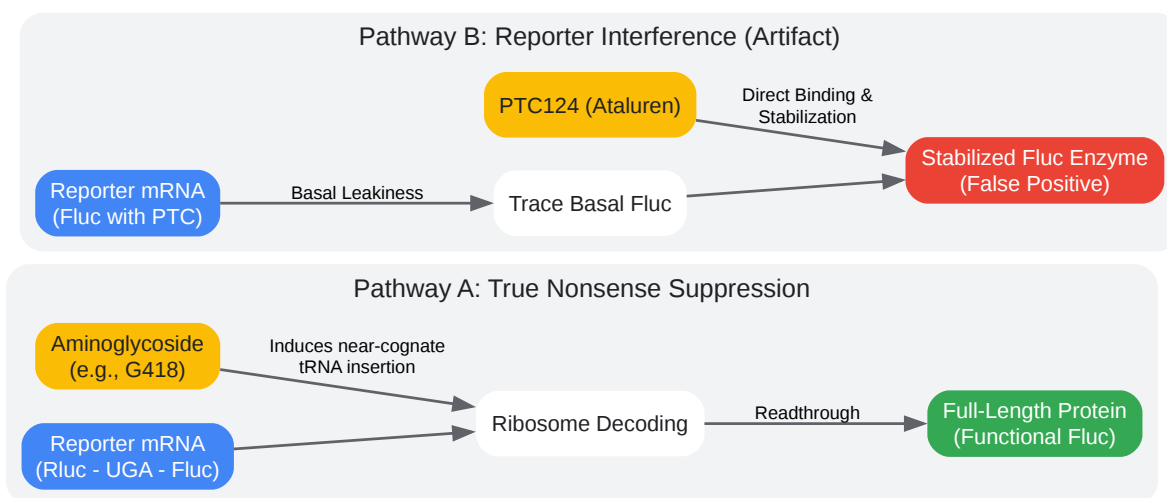 Pathway B: Reporter Interference (Artifact)
PTC124 (Ataluren)
Direct Binding &
Stabilization
Stabilized Fluc Enzyme
(False Positive)
Reporter mRNA
(Fluc with PTC)
Basal Leakiness
Trace Basal Fluc
Pathway A: True Nonsense Suppression
Aminoglycoside
(e.g., G418)
Induces near-cognate
tRNA insertion
Ribosome Decoding
Readthrough
Full-Length Protein
(Functional Fluc)
Reporter mRNA
(Rluc - UGA - Fluc)